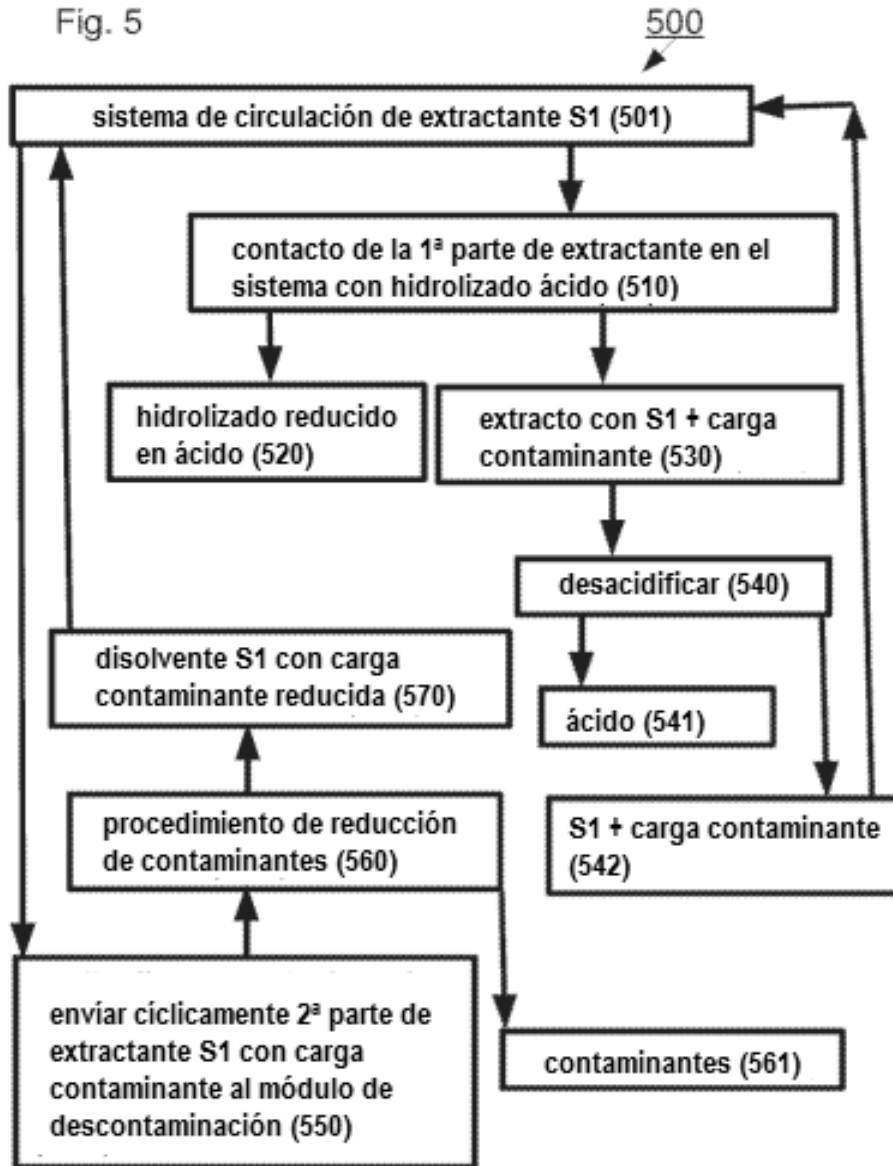 Fig. 5
500
sistema de circulación de extractante S1 (501)
contacto de la 1ª parte de extractante en el
sistema con hidrolizado ácido (510)
hidrolizado reducido
en ácido (520)
extracto con S1 + carga
contaminante (530)
desacidificar (540)
disolvente S1 con carga
contaminante reducida (570)
ácido (541)
procedimiento de reducción
de contaminantes (560)
S1 + carga contaminante
(542)
envíar cíclicamente 2ª parte de
extractante S1 con carga
contaminante al módulo de
descontaminación (550)
contaminantes (561)